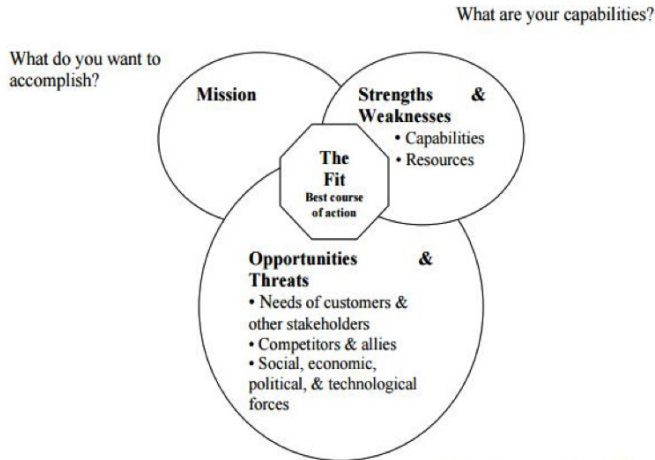 What are your capabilities?
What do you want to
accomplish?
Mission
Strengths &
Weaknesses
• Capabilities
• Resources
The
Fit
Best course
of action
Opportunities &
Threats
• Needs of customers &
other stakeholders
• Competitors & allies
• Social, economic,
political, & technological
forces